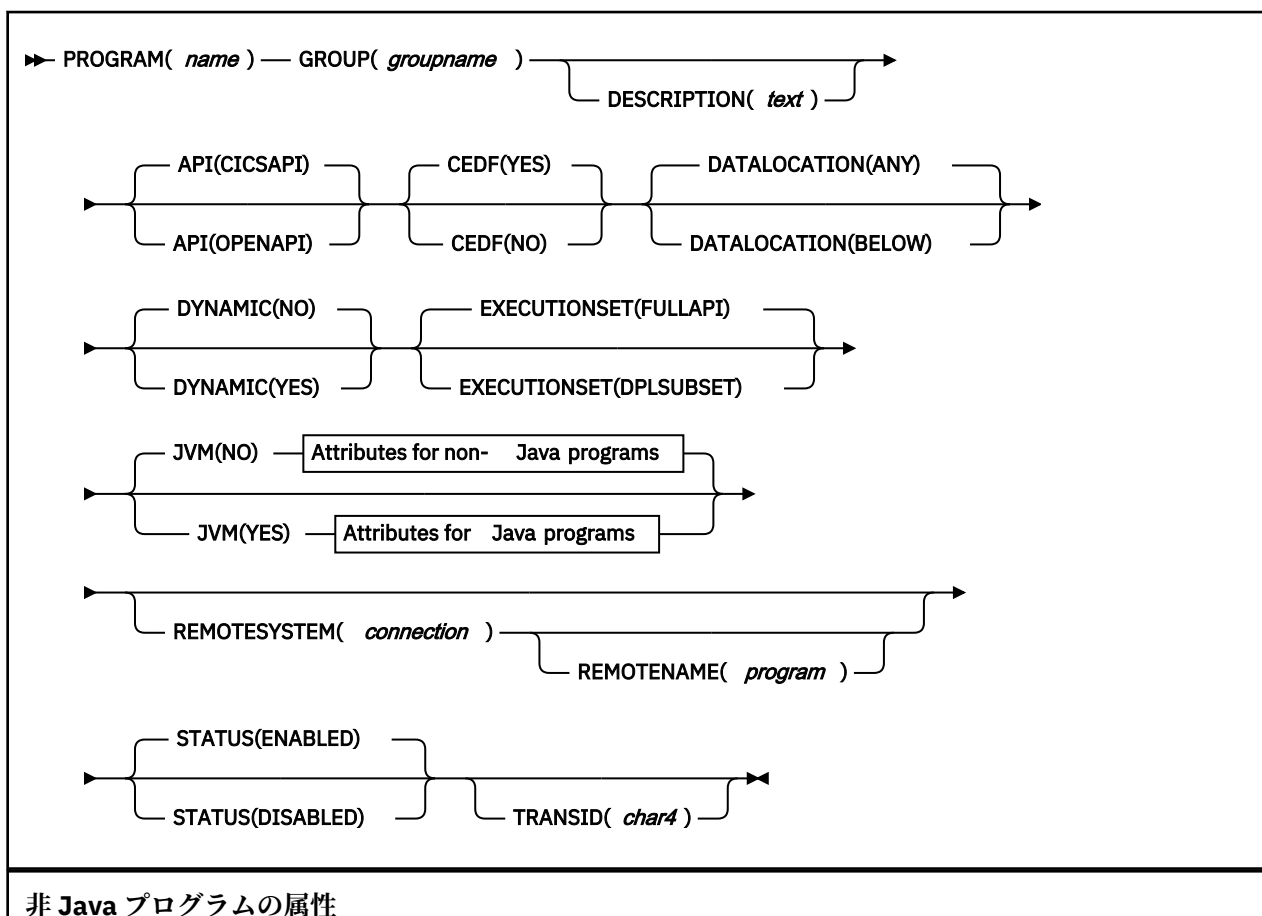 PROGRAM( name ) GROUP( groupname )
DESCRIPTION( text )
API(CICSAPI) CEDF(YES) DATALOCATION(ANY)
API(OPENAPI) CEDF(NO) DATALOCATION(BELOW)
DYNAMIC(NO) EXECUTIONSET(FULLAPI)
DYNAMIC(YES) EXECUTIONSET(DPLSUBSET)
JVM(NO) Attributes for non- Java programs
JVM(YES) Attributes for Java programs
REMOTESYSTEM( connection )
REMOTENAME( program )
STATUS(ENABLED)
STATUS(DISABLED) TRANSID( char4 )
非 Java プログラムの属性